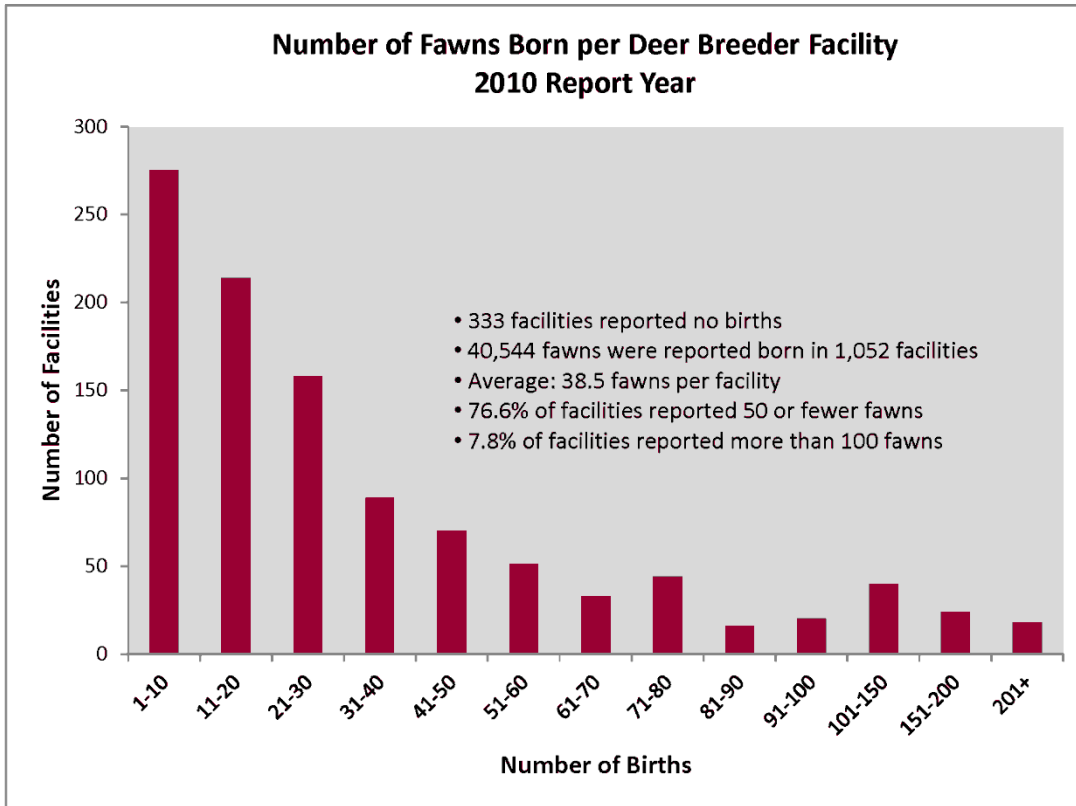 Number of Fawns Born per Deer Breeder Facility
2010 Report Year
300
250
200
150
100
50
0
Number of Facilities
• 333 facilities reported no births
• 40,544 fawns were reported born in 1,052 facilities
• Average: 38.5 fawns per facility
• 76.6% of facilities reported 50 or fewer fawns
• 7.8% of facilities reported more than 100 fawns
1-10
11-20
21-30
31-40
41-50
51-60
61-70
71-80
81-90
91-100
101-150
151-200
201+
Number of Births